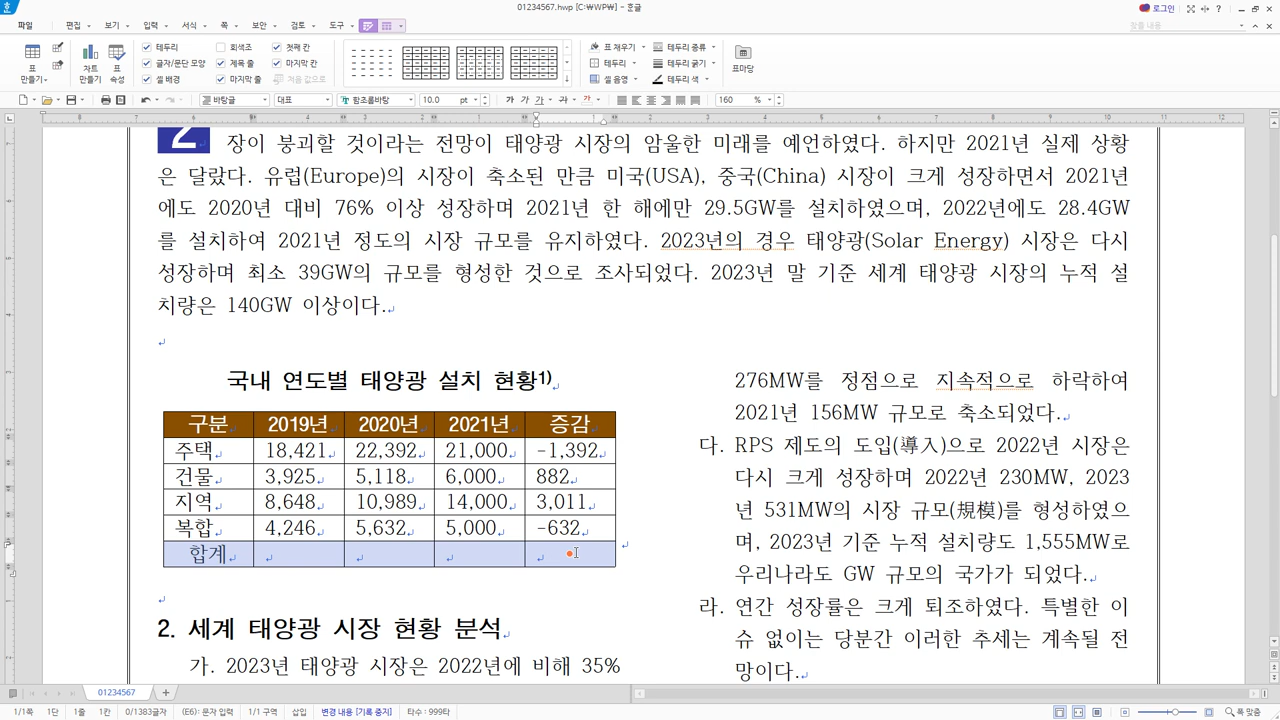 01234567.hwp [C:₩WP₩] - 훈글
로그인
파일 편집 보기 입력 서식 쪽 보안 검토 도구
찾을 내용
표 만들기
차트 만들기
표 속성
테두리 회색조 첫째 칸
글자/문단 모양 제목 줄 마지막 칸
셀 배경 마지막 줄 처음 값으로
표 채우기 테두리 종류
테두리 테두리 굵기
셀 음영 테두리 색
표마당
바탕글 대표 함초롬바탕 10.0 pt 가 가 가 가 가 160 %
2 장이 붕괴할 것이라는 전망이 태양광 시장의 암울한 미래를 예언하였다. 하지만 2021년 실제 상황
은 달랐다. 유럽(Europe)의 시장이 축소된 만큼 미국(USA), 중국(China) 시장이 크게 성장하면서 2021년
에도 2020년 대비 76% 이상 성장하며 2021년 한 해에만 29.5GW를 설치하였으며, 2022년에도 28.4GW
를 설치하여 2021년 정도의 시장 규모를 유지하였다. 2023년의 경우 태양광(Solar Energy) 시장은 다시
성장하며 최소 39GW의 규모를 형성한 것으로 조사되었다. 2023년 말 기준 세계 태양광 시장의 누적 설
치량은 140GW 이상이다.
국내 연도별 태양광 설치 현황1)
구분 2019년 2020년 2021년 증감
주택 18,421 22,392 21,000 -1,392
건물 3,925 5,118 6,000 882
지역 8,648 10,989 14,000 3,011
복합 4,246 5,632 5,000 -632
합계
2. 세계 태양광 시장 현황 분석
가. 2023년 태양광 시장은 2022년에 비해 35%
276MW를 정점으로 지속적으로 하락하여
2021년 156MW 규모로 축소되었다.
다. RPS 제도의 도입(導入)으로 2022년 시장은
다시 크게 성장하며 2022년 230MW, 2023
년 531MW의 시장 규모(規模)를 형성하였으
며, 2023년 기준 누적 설치량도 1,555MW로
우리나라도 GW 규모의 국가가 되었다.
라. 연간 성장률은 크게 퇴조하였다. 특별한 이
슈 없이는 당분간 이러한 추세는 계속될 전
망이다.
01234567
1/1쪽 1단 1줄 1칸 0/1383글자 (E6): 문자 입력 1/1 구역 삽입 변경 내용 [기록 중지] 타수 : 999타 폭 맞춤